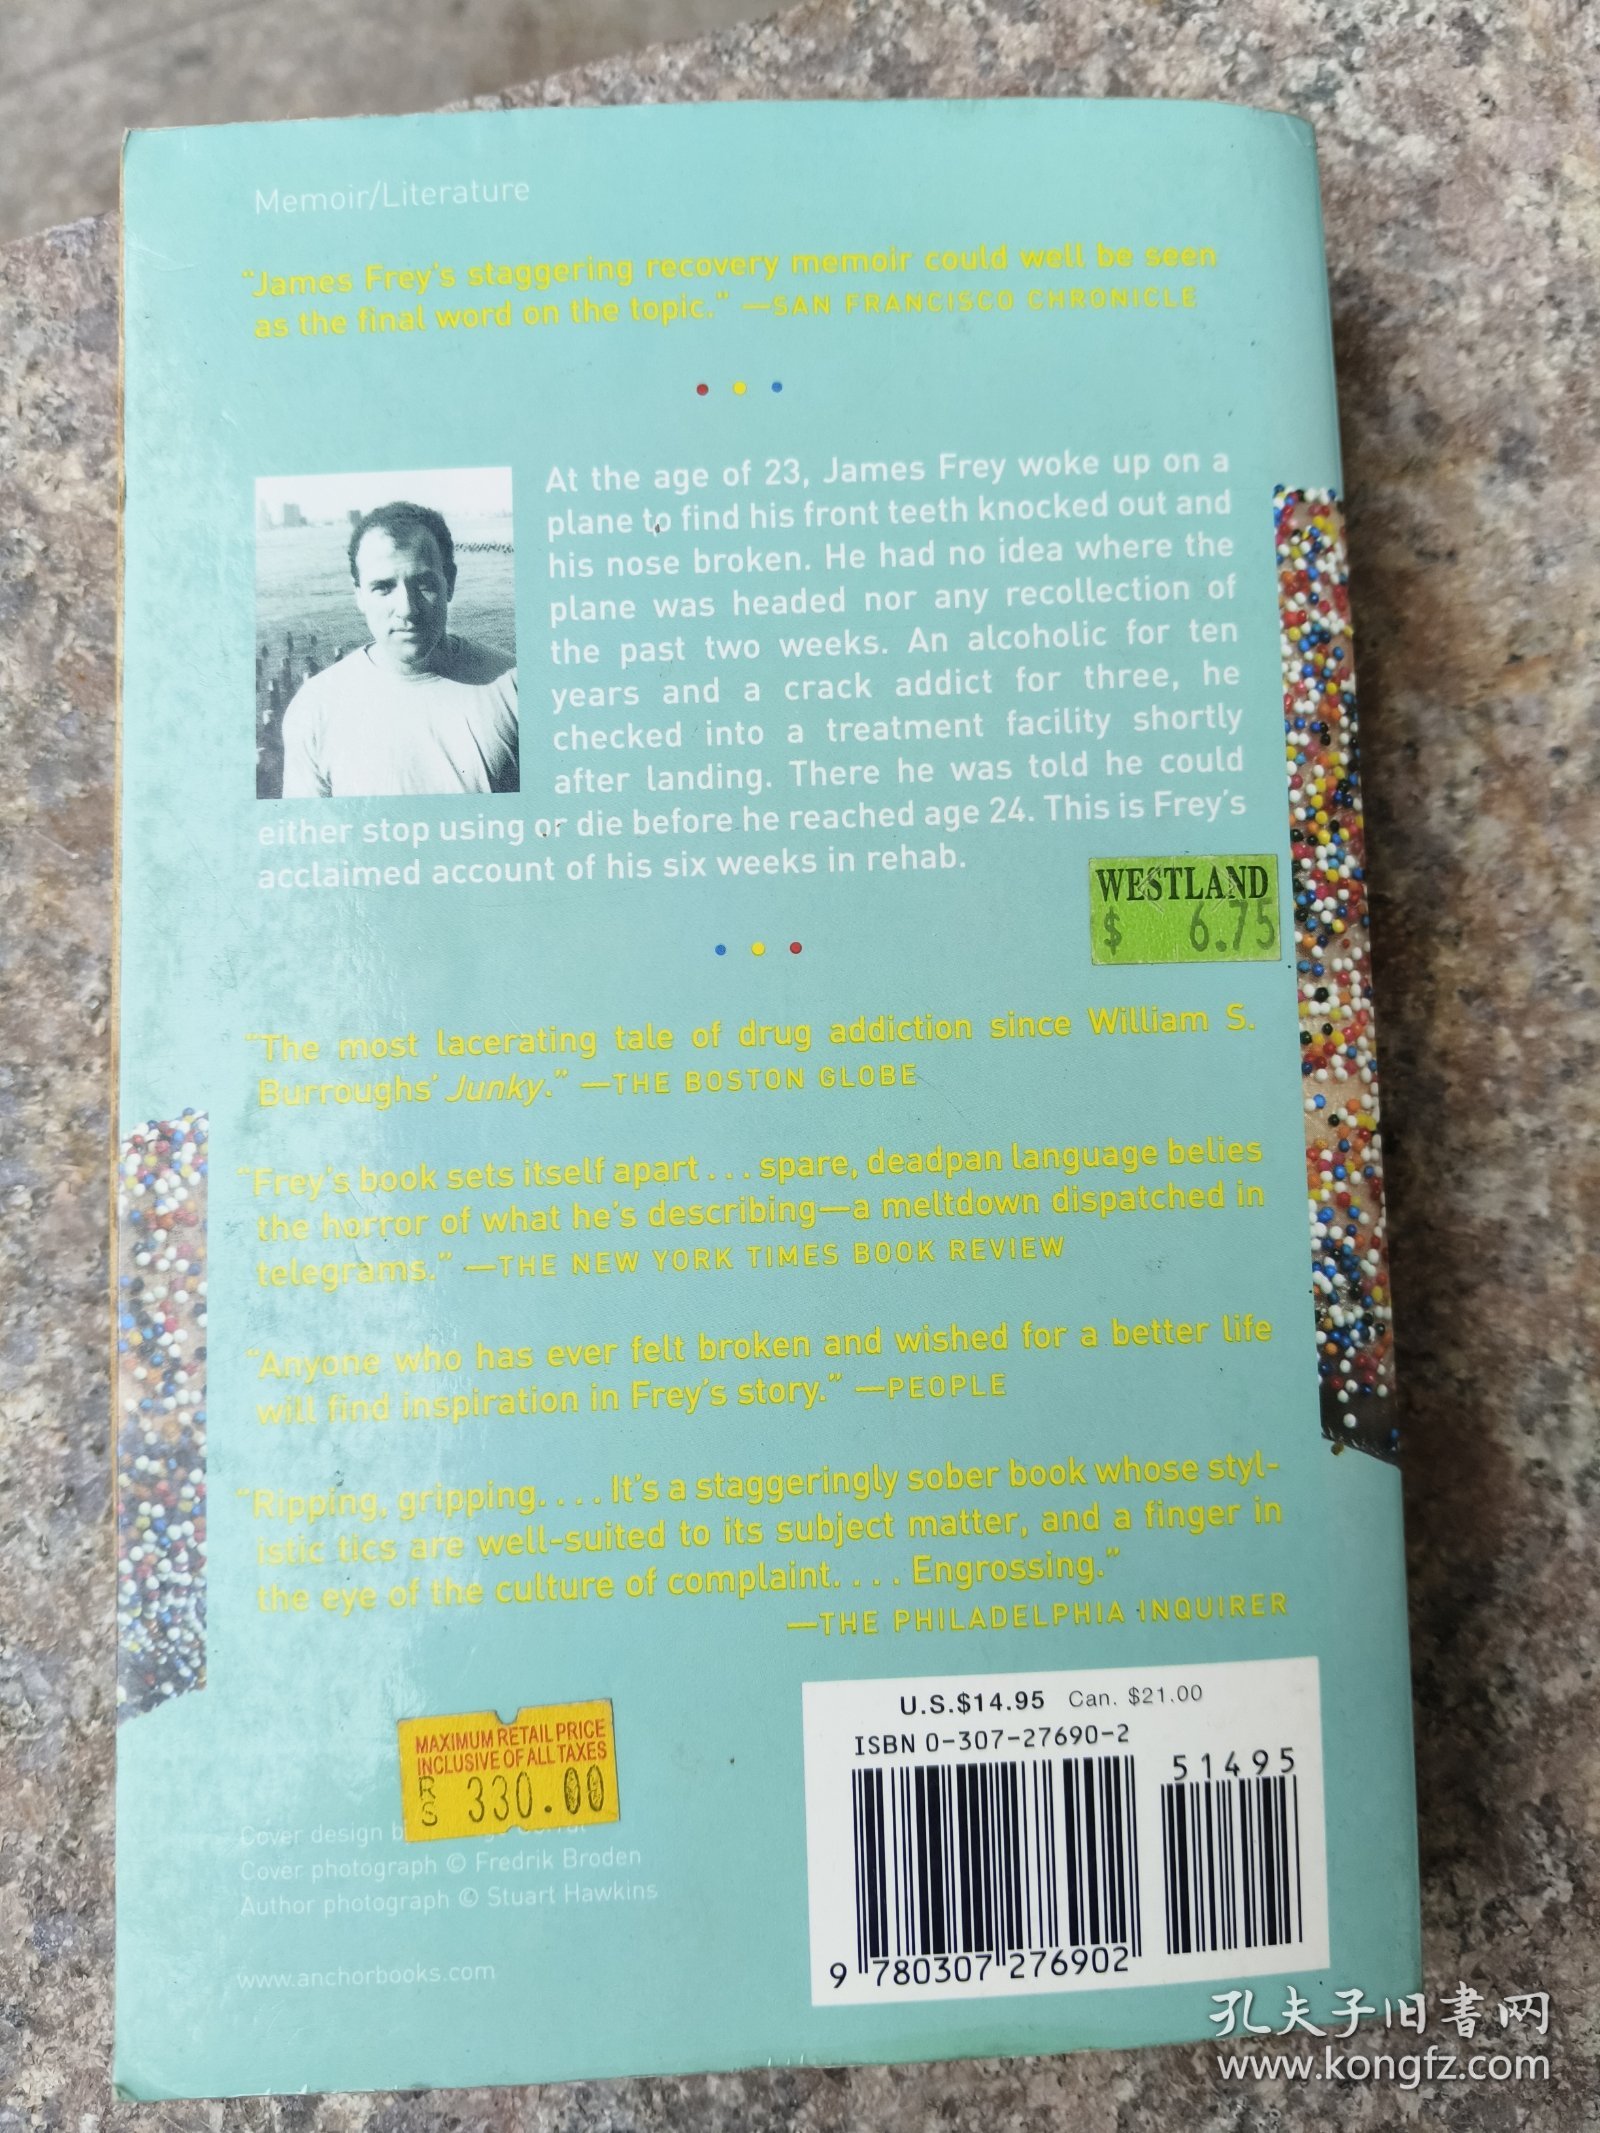 Memoir/Literature
“James Frey’s staggering recovery memoir could well be seen
as the final word on the topic.” —SAN FRANCISCO CHRONICLE
At the age of 23, James Frey woke up on a
plane to find his front teeth knocked out and
his nose broken. He had no idea where the
plane was headed nor any recollection of
the past two weeks. An alcoholic for ten
years and a crack addict for three, he
checked into a treatment facility shortly
after landing. There he was told he could
either stop using or die before he reached age 24. This is Frey’s
acclaimed account of his six weeks in rehab.
WESTLAND
$ 6.75
“The most lacerating tale of drug addiction since William S.
Burroughs’ Junky.” —THE BOSTON GLOBE
“Frey’s book sets itself apart . . . spare, deadpan language belies
the horror of what he’s describing—a meltdown dispatched in
telegrams.” —THE NEW YORK TIMES BOOK REVIEW
“Anyone who has ever felt broken and wished for a better life
will find inspiration in Frey’s story.” —PEOPLE
“Ripping, gripping. . . . It’s a staggeringly sober book whose styl-
istic tics are well-suited to its subject matter, and a finger in
the eye of the culture of complaint. . . . Engrossing.”
—THE PHILADELPHIA INQUIRER
MAXIMUM RETAIL PRICE
INCLUSIVE OF ALL TAXES
RS 330.00
Cover design
Cover photograph © Fredrik Broden
Author photograph © Stuart Hawkins
www.anchorbooks.com
U.S.$14.95 Can. $21.00
ISBN 0-307-27690-2
51495
9 780307 276902
孔夫子旧书网
www.kongfz.com